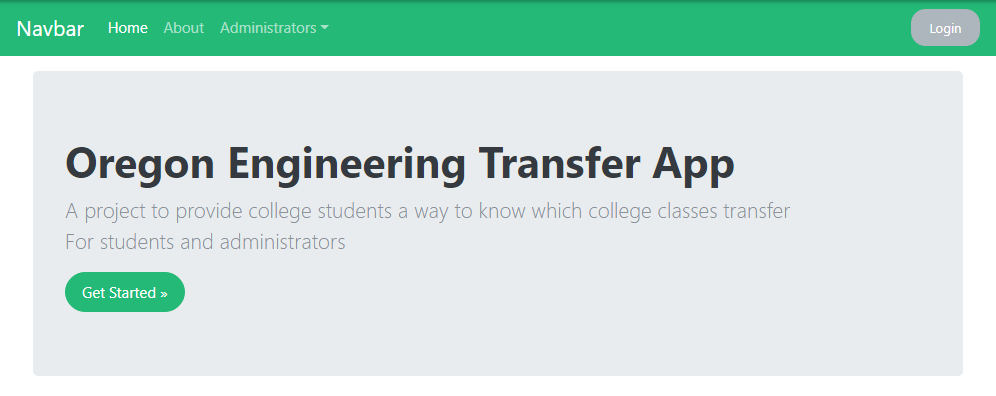 Navbar Home About Administrators Login
Oregon Engineering Transfer App
A project to provide college students a way to know which college classes transfer
For students and administrators
Get Started »